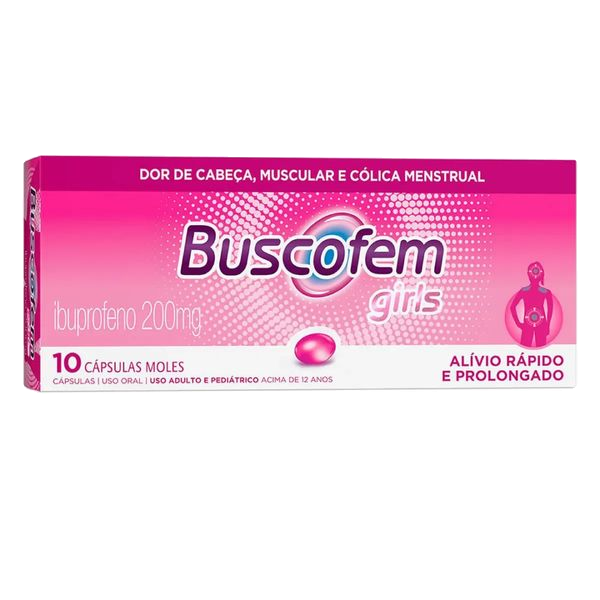 DOR DE CABEÇA, MUSCULAR E CÓLICA MENSTRUAL
Buscofem
girls
ibuprofeno 200mg
10 CÁPSULAS MOLES
CÁPSULAS | USO ORAL | USO ADULTO E PEDIÁTRICO ACIMA DE 12 ANOS
ALÍVIO RÁPIDO
E PROLONGADO
Buscofem